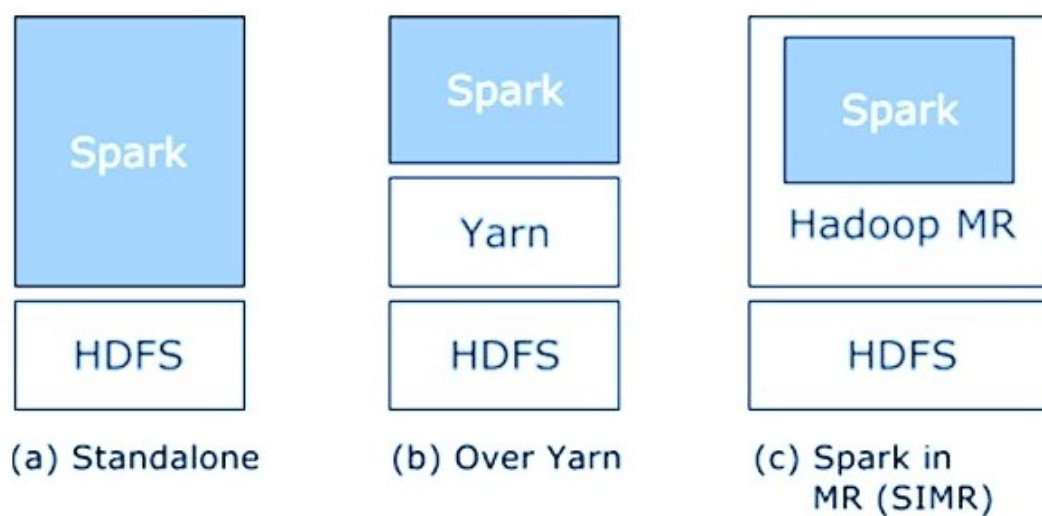 Spark
HDFS
(a) Standalone
Spark
Yarn
HDFS
(b) Over Yarn
Spark
Hadoop MR
HDFS
(c) Spark in
MR (SIMR)